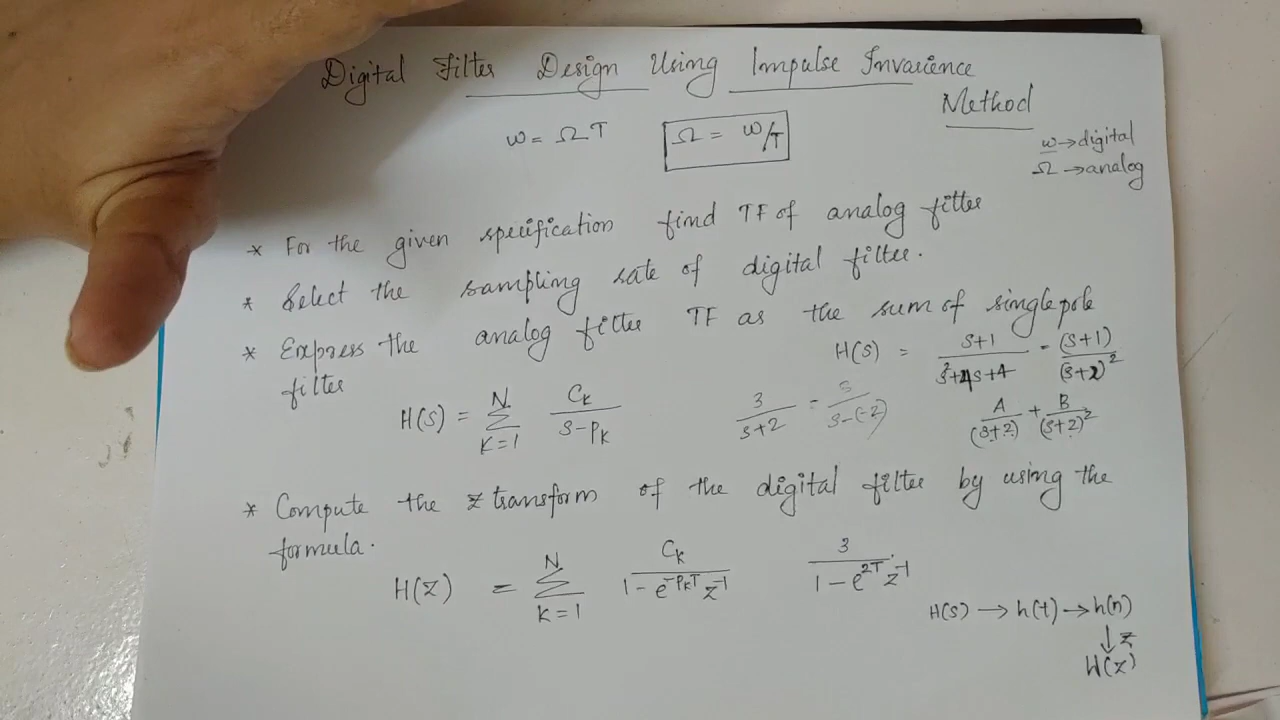 Digital Filter Design Using Impulse Invarience
Method
ω = ΩT
Ω = ω/T
ω → digital
Ω → analog
* For the given specification find TF of analog filter
* Select the sampling rate of digital filter.
* Express the analog filter TF as the sum of single pole
filter
H(s) = (s+1)/(s²+4s+4) = (s+1)/(s+2)²
H(s) = Σ_{k=1}^{N} C_k/(s-p_k)
3/(s+2) = 3/(s-(-2))
A/(s+2) + B/(s+2)²
* Compute the z transform of the digital filter by using the
formula.
H(z) = Σ_{k=1}^{N} C_k/(1-e^{-p_kT} z^{-1})
3/(1-e^{2T} z^{-1})
H(s) → h(t) → h(n)
↓ z
H(z)